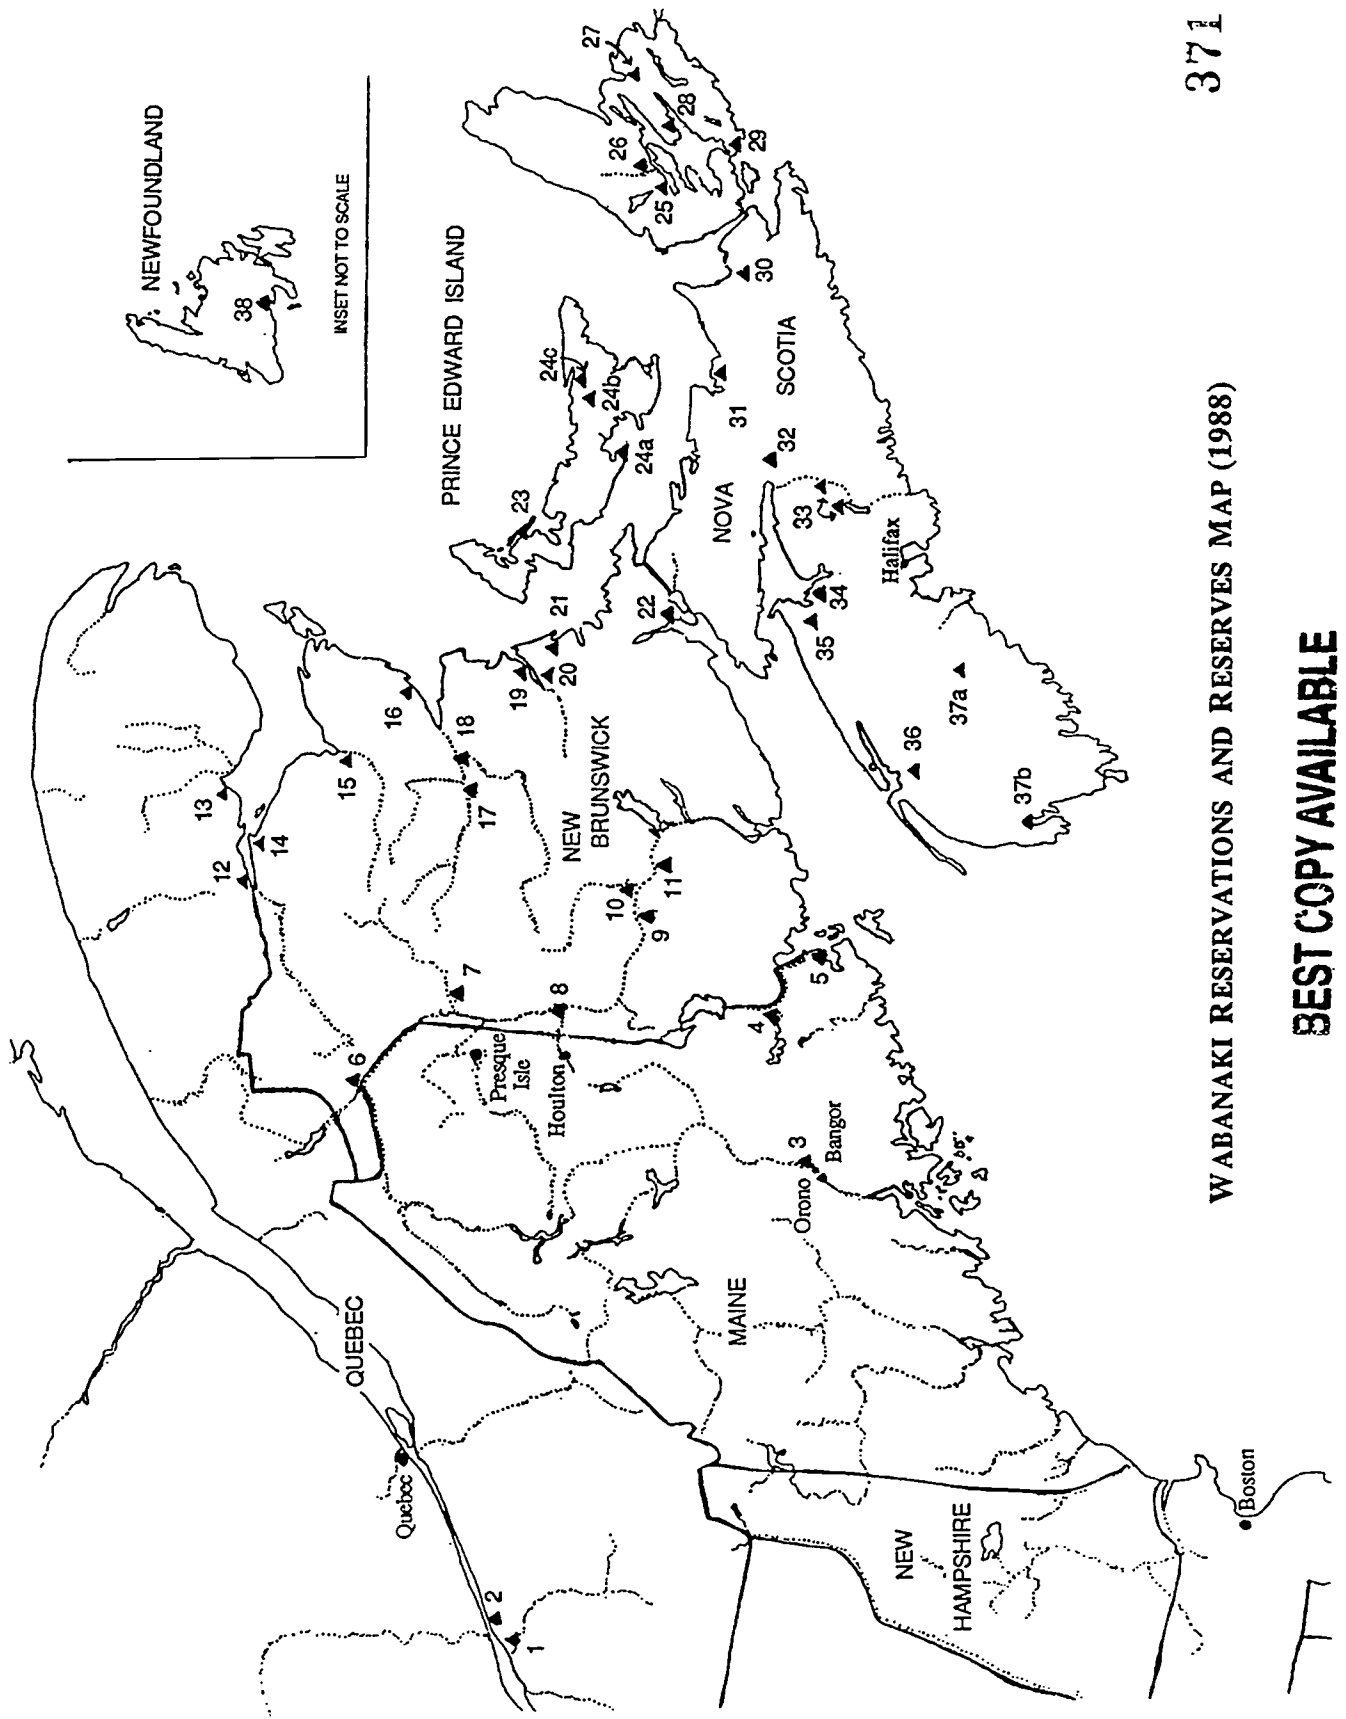 NEWFOUNDLAND
38
INSET NOT TO SCALE
PRINCE EDWARD ISLAND
23
24c
24b
24a
27
26
28
25
29
30
31
32
NOVA
SCOTIA
33
Halifax
34
35
36
37a
37b
22
21
20
19
18
17
16
15
14
13
12
NEW
BRUNSWICK
11
10
9
8
7
6
5
4
Presque
Isle
Houlton
3
Orono
Bangor
MAINE
QUEBEC
Quebec
2
1
NEW
HAMPSHIRE
Boston
WABANAKI RESERVATIONS AND RESERVES MAP (1988)
371
BEST COPY AVAILABLE